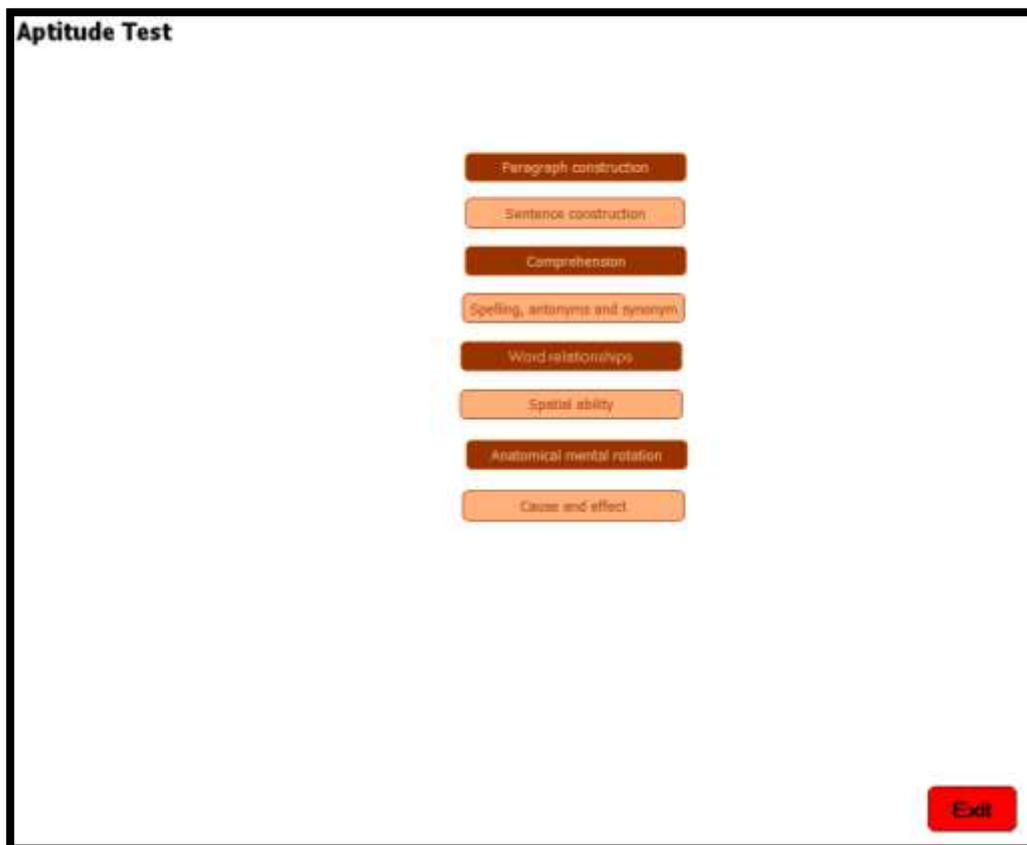 Aptitude Test
Paragraph construction
Sentence construction
Comprehension
Spelling, antonyms and synonym
Word relationships
Spatial ability
Anatomical mental rotation
Cause and effect
Exit